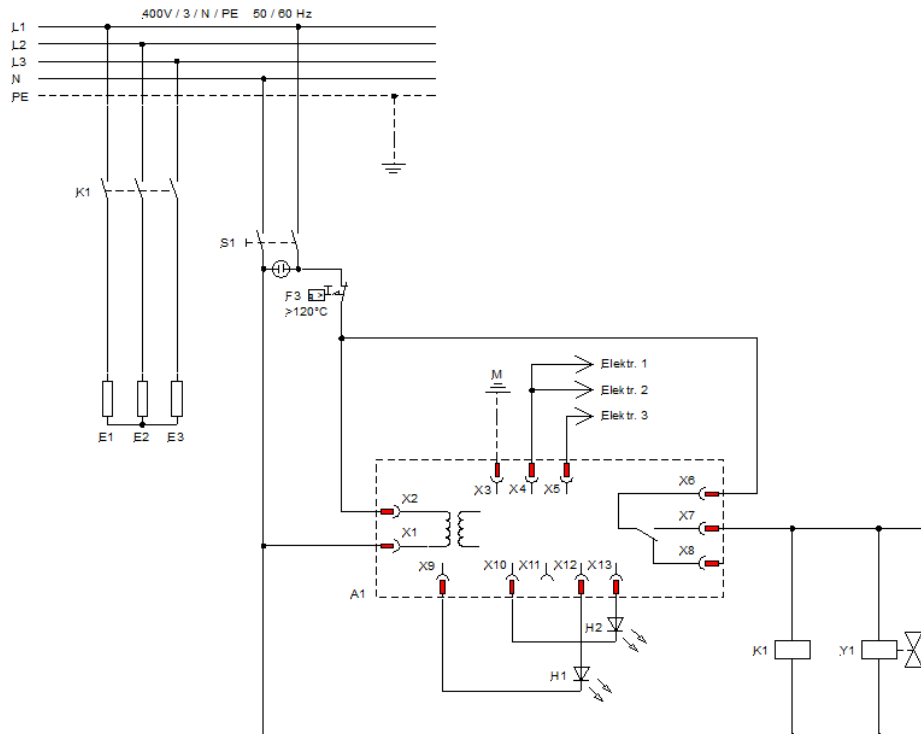 400V / 3 / N / PE 50 / 60 Hz
L1
L2
L3
N
PE
K1
S1
F3
>120°C
Elektr. 1
M
Elektr. 2
Elektr. 3
E1 E2 E3
X3 X4 X5
X6
X2
X7
X1
X8
X9 X10 X11 X12 X13
A1
H2
K1 Y1
H1